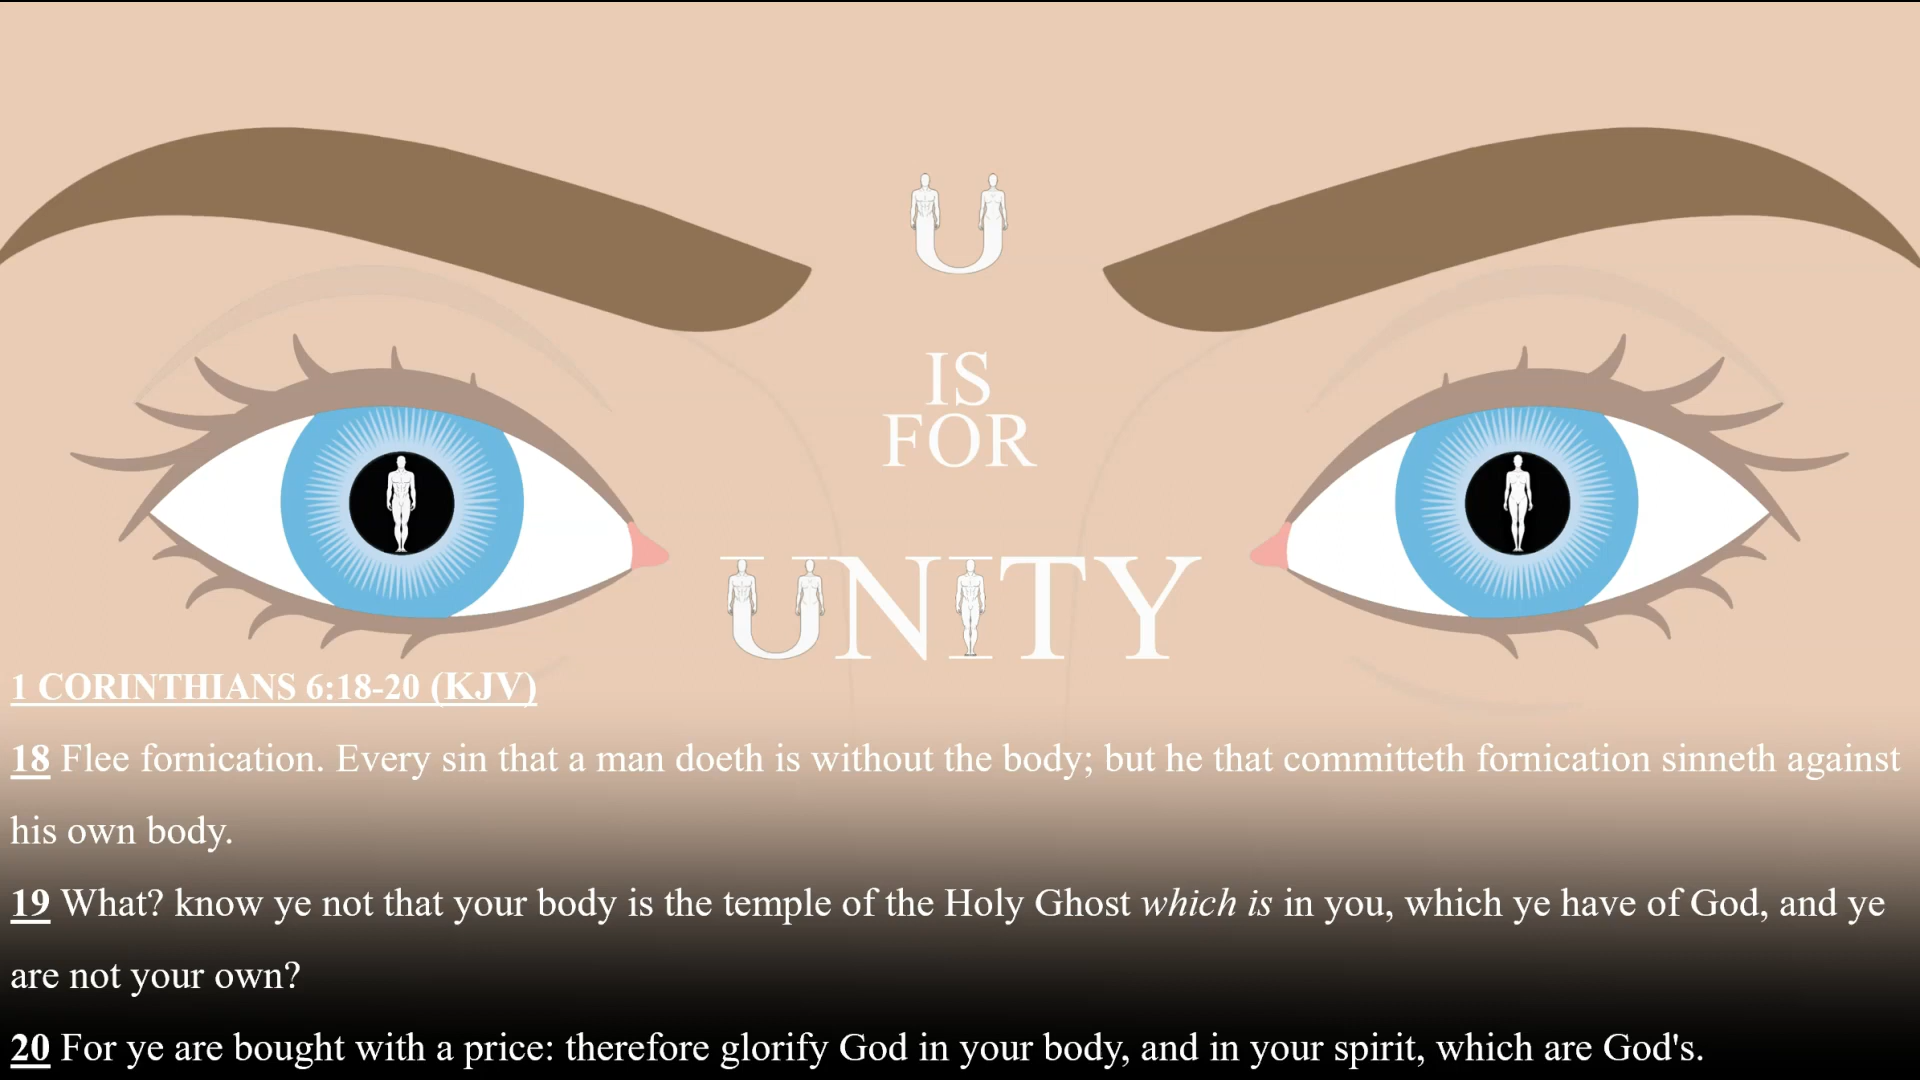 U
IS
FOR
UNITY
1 CORINTHIANS 6:18-20 (KJV)
18 Flee fornication. Every sin that a man doeth is without the body; but he that committeth fornication sinneth against
his own body.
19 What? know ye not that your body is the temple of the Holy Ghost which is in you, which ye have of God, and ye
are not your own?
20 For ye are bought with a price: therefore glorify God in your body, and in your spirit, which are God's.